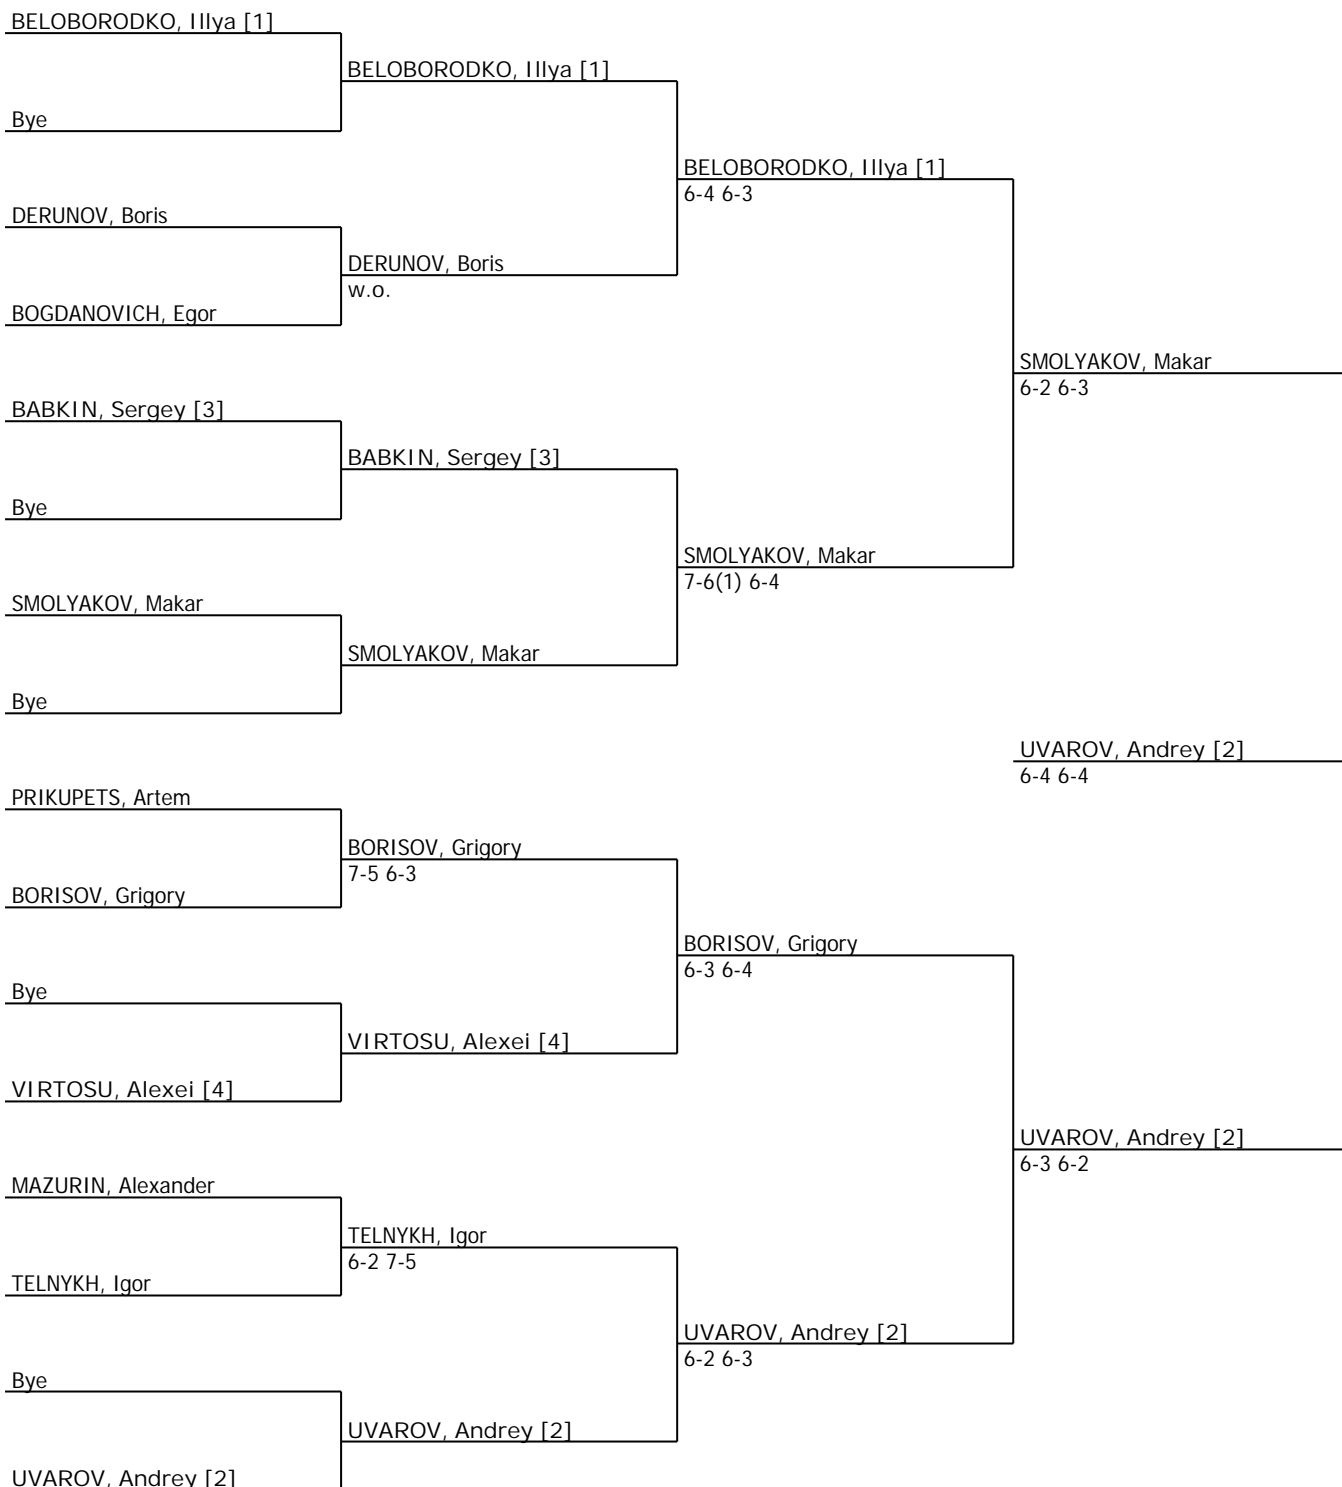 BELOBORODKO, Illya [1]
BELOBORODKO, Illya [1]
Bye
BELOBORODKO, Illya [1]
6-4 6-3
DERUNOV, Boris
DERUNOV, Boris
w.o.
BOGDANOVICH, Egor
SMOLYAKOV, Makar
6-2 6-3
BABKIN, Sergey [3]
BABKIN, Sergey [3]
Bye
SMOLYAKOV, Makar
7-6(1) 6-4
SMOLYAKOV, Makar
SMOLYAKOV, Makar
Bye
UVAROV, Andrey [2]
6-4 6-4
PRIKUPETS, Artem
BORISOV, Grigory
7-5 6-3
BORISOV, Grigory
BORISOV, Grigory
6-3 6-4
Bye
VIRTOSU, Alexei [4]
VIRTOSU, Alexei [4]
UVAROV, Andrey [2]
6-3 6-2
MAZURIN, Alexander
TELNYKH, Igor
6-2 7-5
TELNYKH, Igor
UVAROV, Andrey [2]
6-2 6-3
Bye
UVAROV, Andrey [2]
UVAROV, Andrey [2]